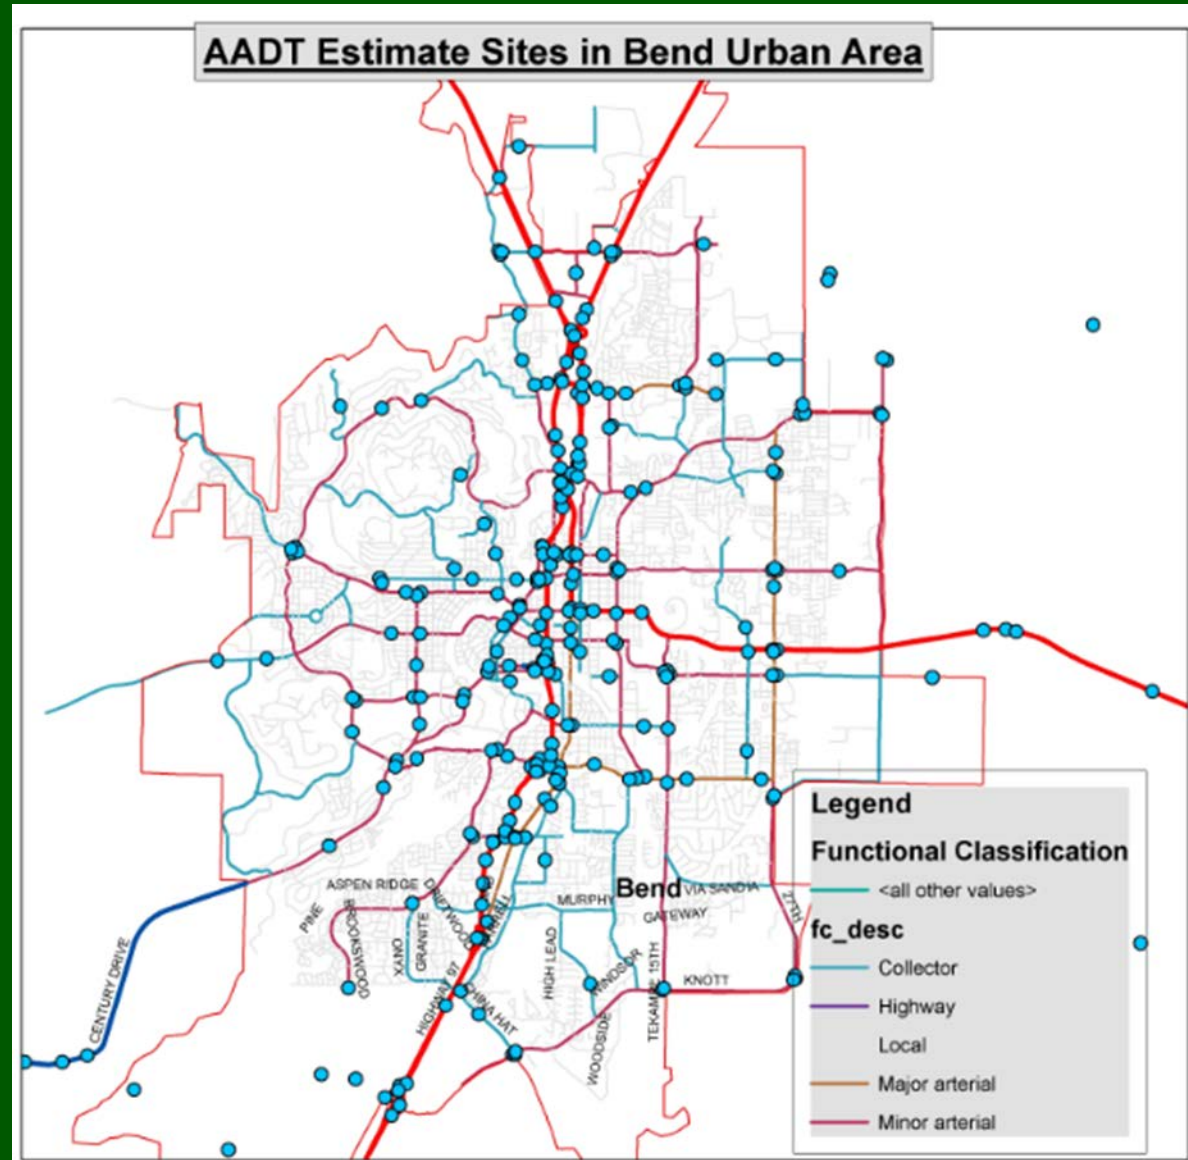 AADT Estimate Sites in Bend Urban Area
ASPEN RIDGE
DRIFTWOOD
PINE
BROOKSWOOD
XANO
GRANITE
MURPHY
Bend
VIA SANDIA
GATEWAY
27TH
HIGH LEAD
WINDSOR
15TH
KNOTT
HIGHWAY 97
CHINA HAT
WOODSIDE
CENTURY DRIVE
Legend
Functional Classification
<all other values>
fc_desc
Collector
Highway
Local
Major arterial
Minor arterial